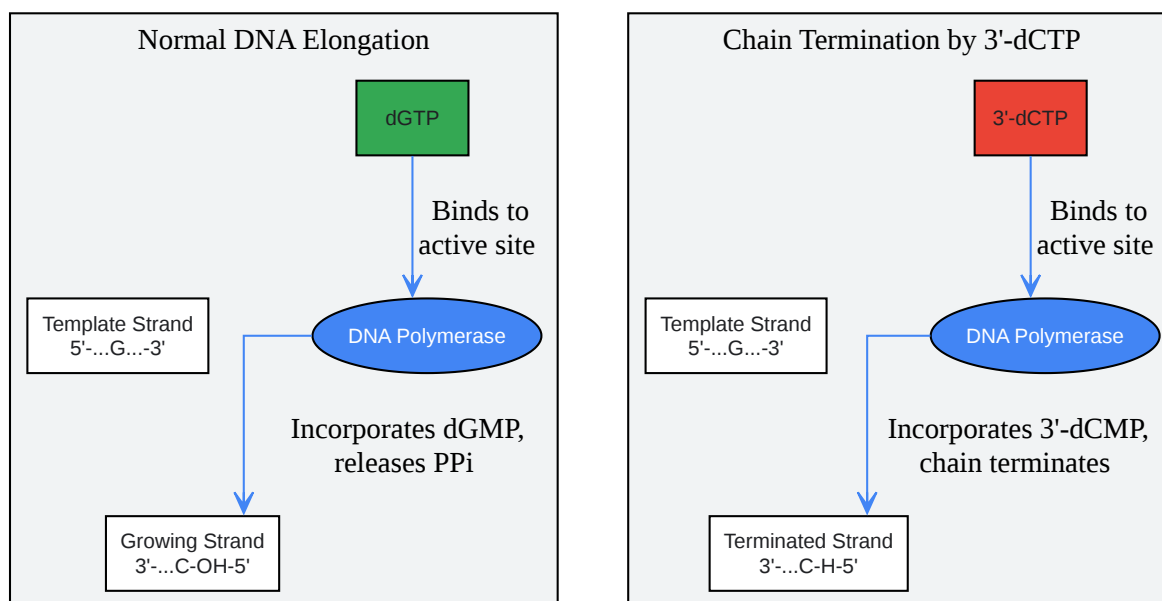 Normal DNA Elongation
dGTP
Binds to
active site
Template Strand
5'-...G...-3'
DNA Polymerase
Incorporates dGMP,
releases PPi
Growing Strand
3'-...C-OH-5'
Chain Termination by 3'-dCTP
3'-dCTP
Binds to
active site
Template Strand
5'-...G...-3'
DNA Polymerase
Incorporates 3'-dCMP,
chain terminates
Terminated Strand
3'-...C-H-5'